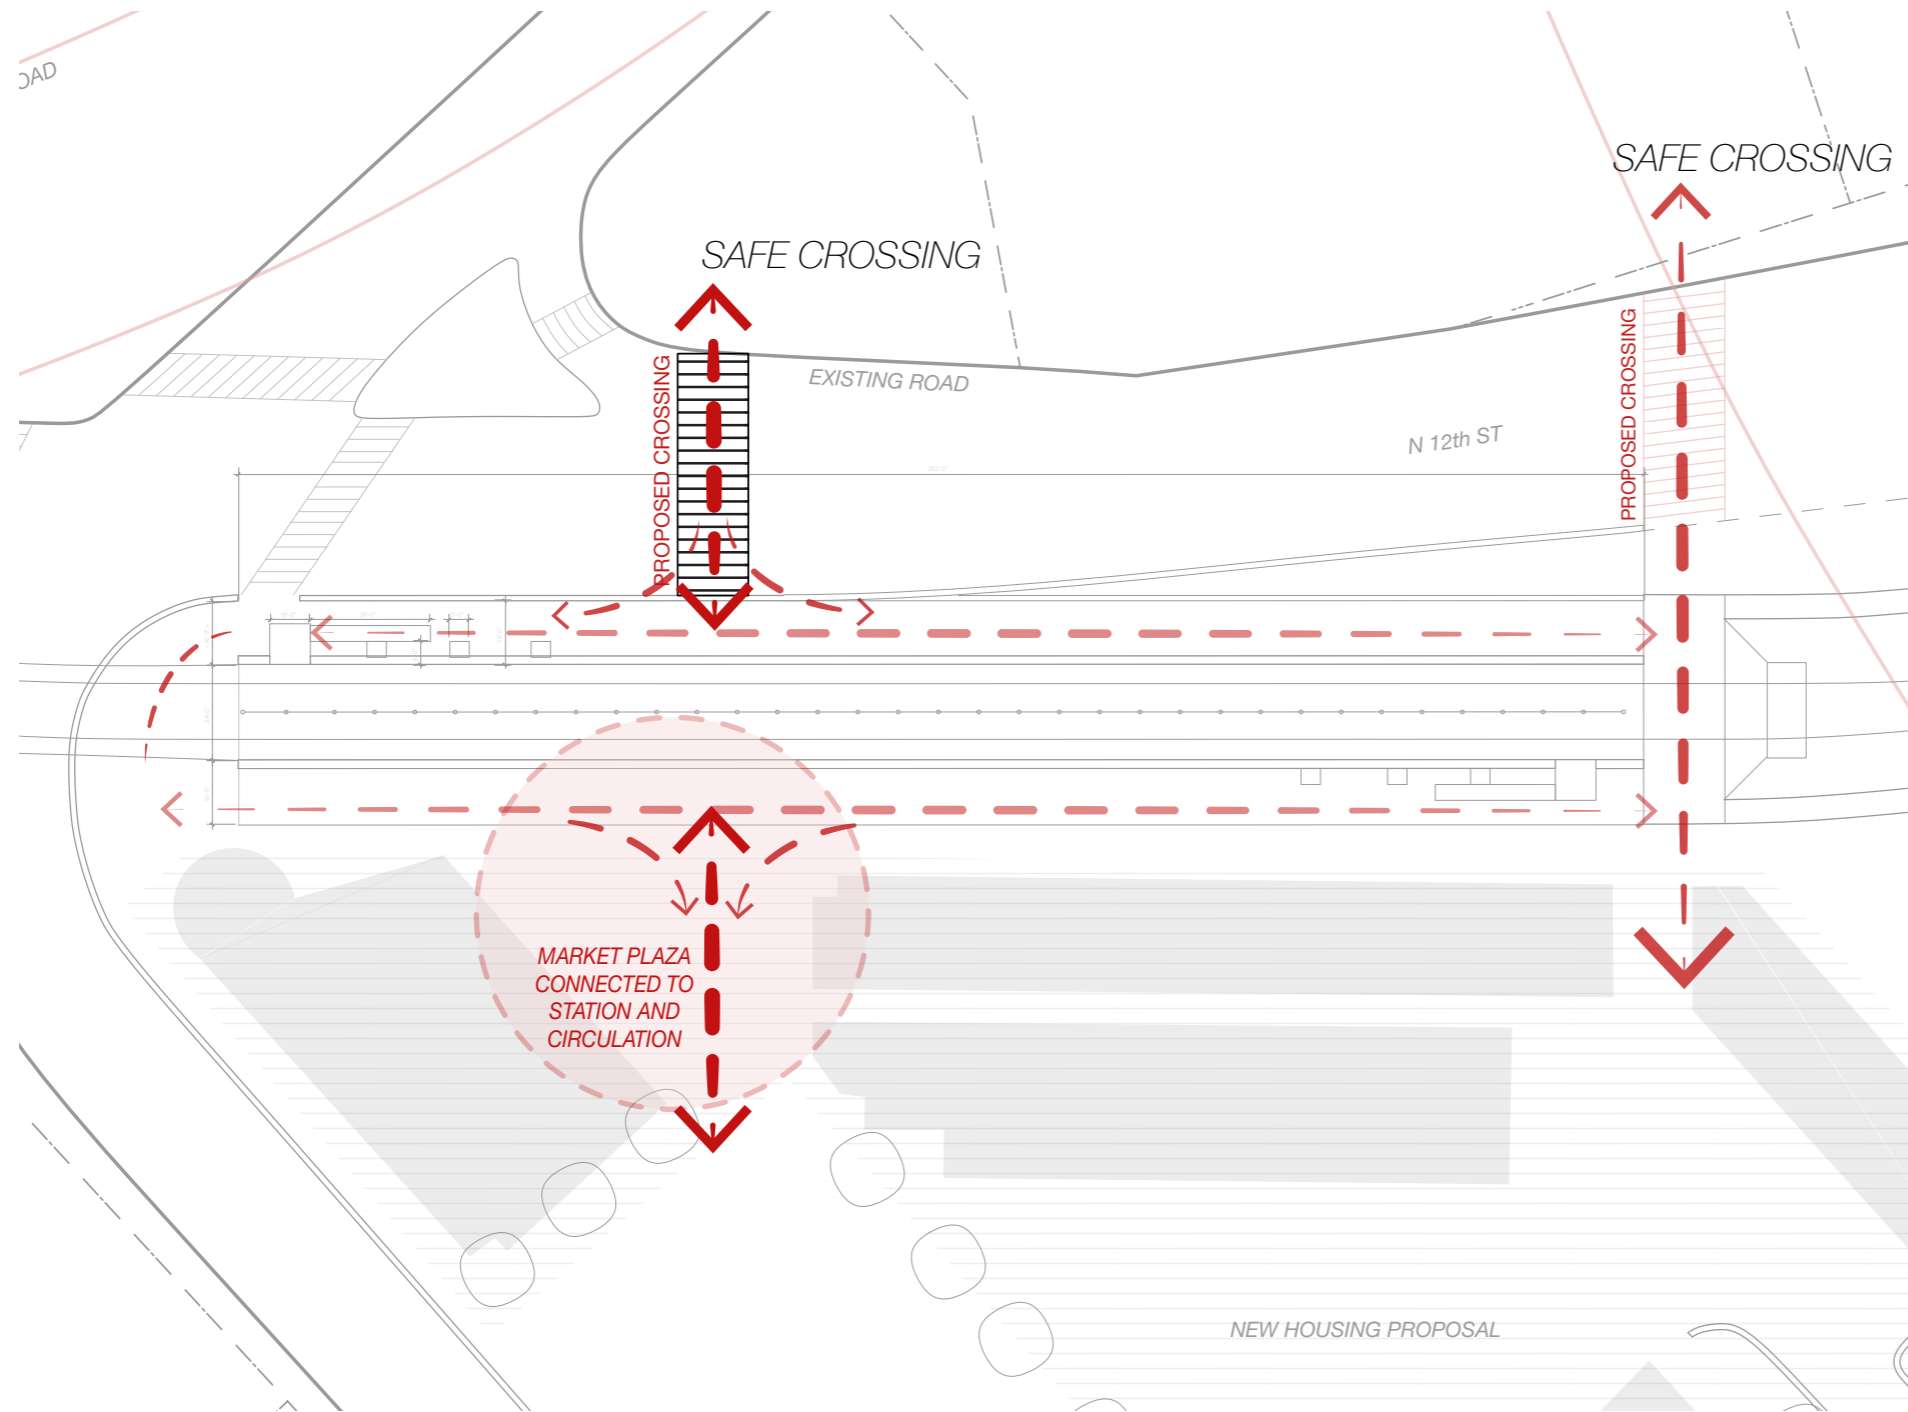 OAD
SAFE CROSSING
SAFE CROSSING
PROPOSED CROSSING
EXISTING ROAD
N 12th ST
PROPOSED CROSSING
MARKET PLAZA
CONNECTED TO
STATION AND
CIRCULATION
NEW HOUSING PROPOSAL